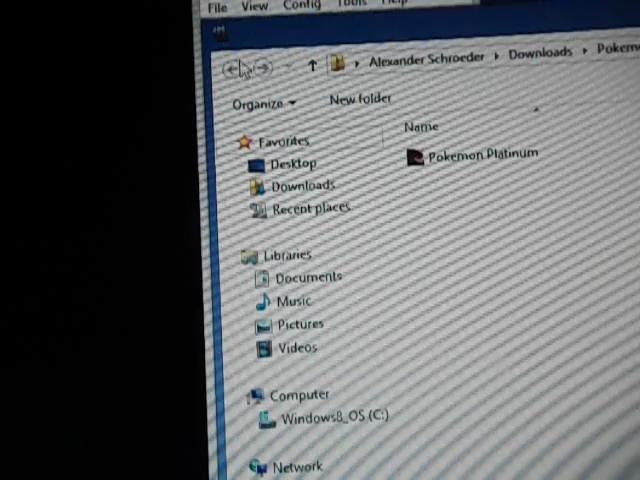 File View Config Tools Help
Alexander Schroeder Downloads Pokem
Organize New folder
Name
Favorites
Pokemon Platinum
Desktop
Downloads
Recent places
Libraries
Documents
Music
Pictures
Videos
Computer
Windows8_OS (C:)
Network